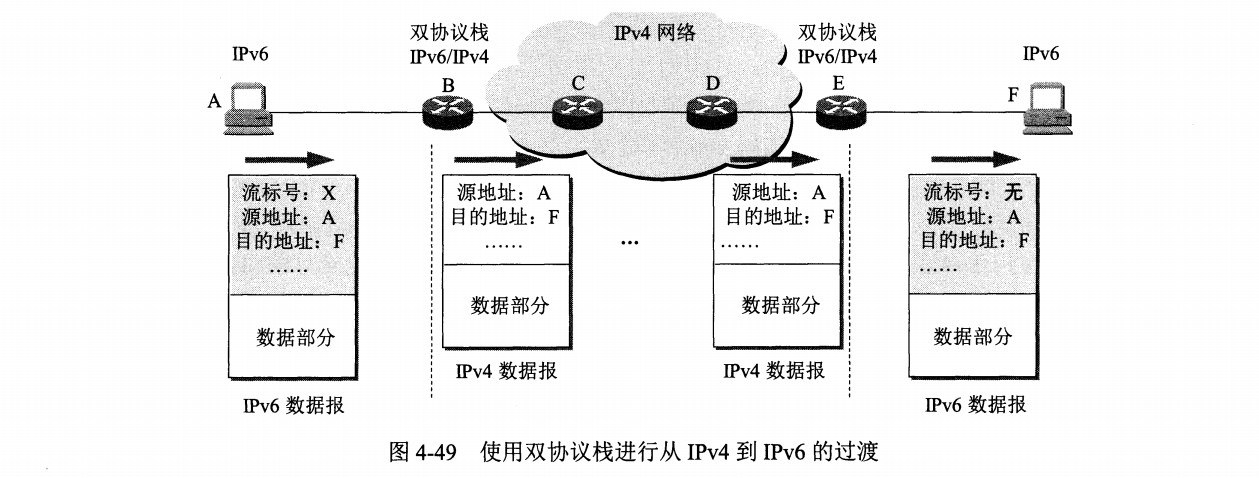 双协议栈
IPv6/IPv4
IPv4 网络
双协议栈
IPv6/IPv4
IPv6
IPv6
A
B
C
D
E
F
流标号：X
源地址：A
目的地址：F
……
数据部分
IPv6 数据报
源地址：A
目的地址：F
……
数据部分
IPv4 数据报
…
源地址：A
目的地址：F
……
数据部分
IPv4 数据报
流标号：无
源地址：A
目的地址：F
……
数据部分
IPv6 数据报
图 4-49 使用双协议栈进行从 IPv4 到 IPv6 的过渡